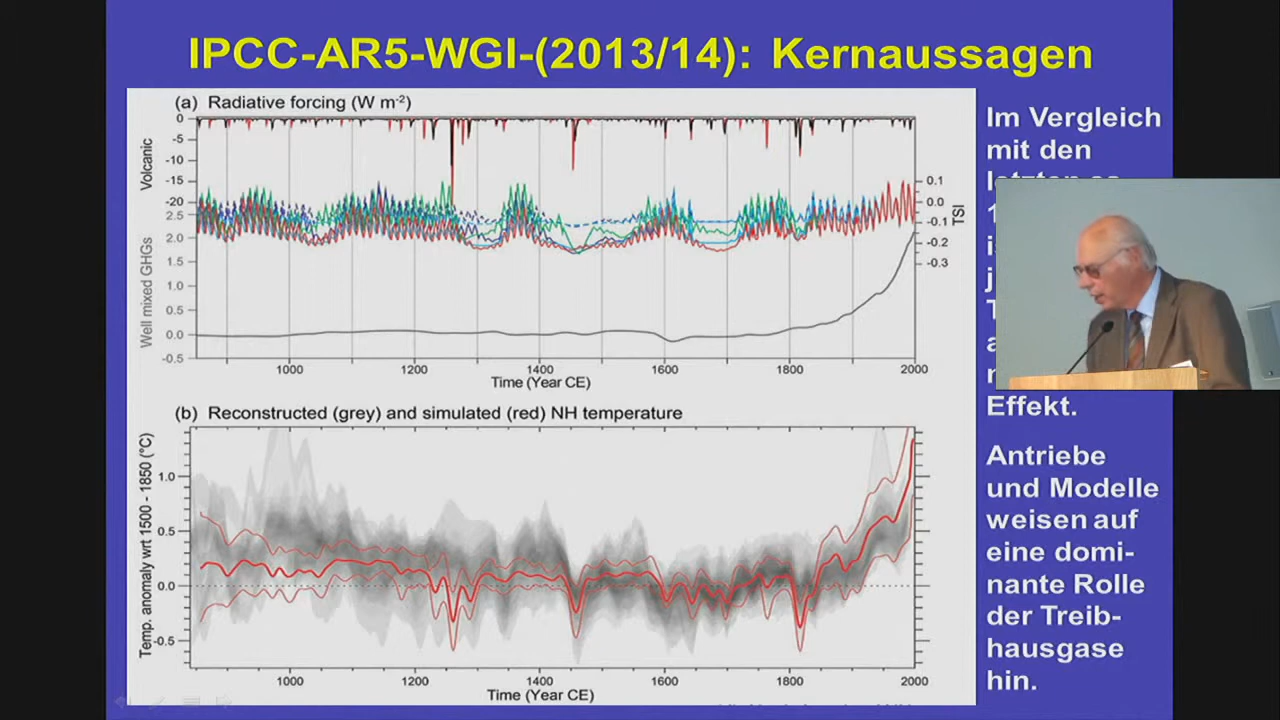 IPCC-AR5-WGI-(2013/14): Kernaussagen
(a) Radiative forcing (W m-2)
Volcanic
0
-5
-10
-15
-20
2.5
2.0
1.5
1.0
0.5
0.0
-0.5
Well mixed GHGs
0.1
0.0
-0.1
-0.2
-0.3
TSI
1000 1200 1400 1600 1800 2000
Time (Year CE)
(b) Reconstructed (grey) and simulated (red) NH temperature
Temp. anomaly wrt 1500 - 1850 (°C)
1.0
0.5
0.0
-0.5
1000 1200 1400 1600 1800 2000
Time (Year CE)
Im Vergleich
mit den
Effekt.
Antriebe
und Modelle
weisen auf
eine domi-
nante Rolle
der Treib-
hausgase
hin.